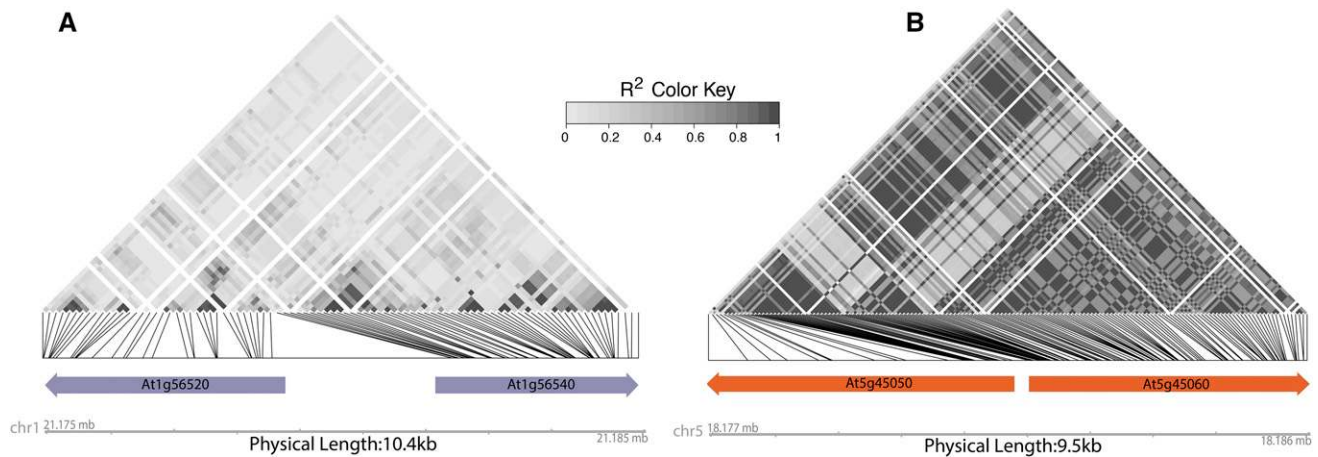 A
B
R² Color Key
0 0.2 0.4 0.6 0.8 1
At1g56520
At1g56540
At5g45050
At5g45060
chr1
21.175 mb
21.185 mb
Physical Length:10.4kb
chr5
18.177 mb
18.186 mb
Physical Length:9.5kb